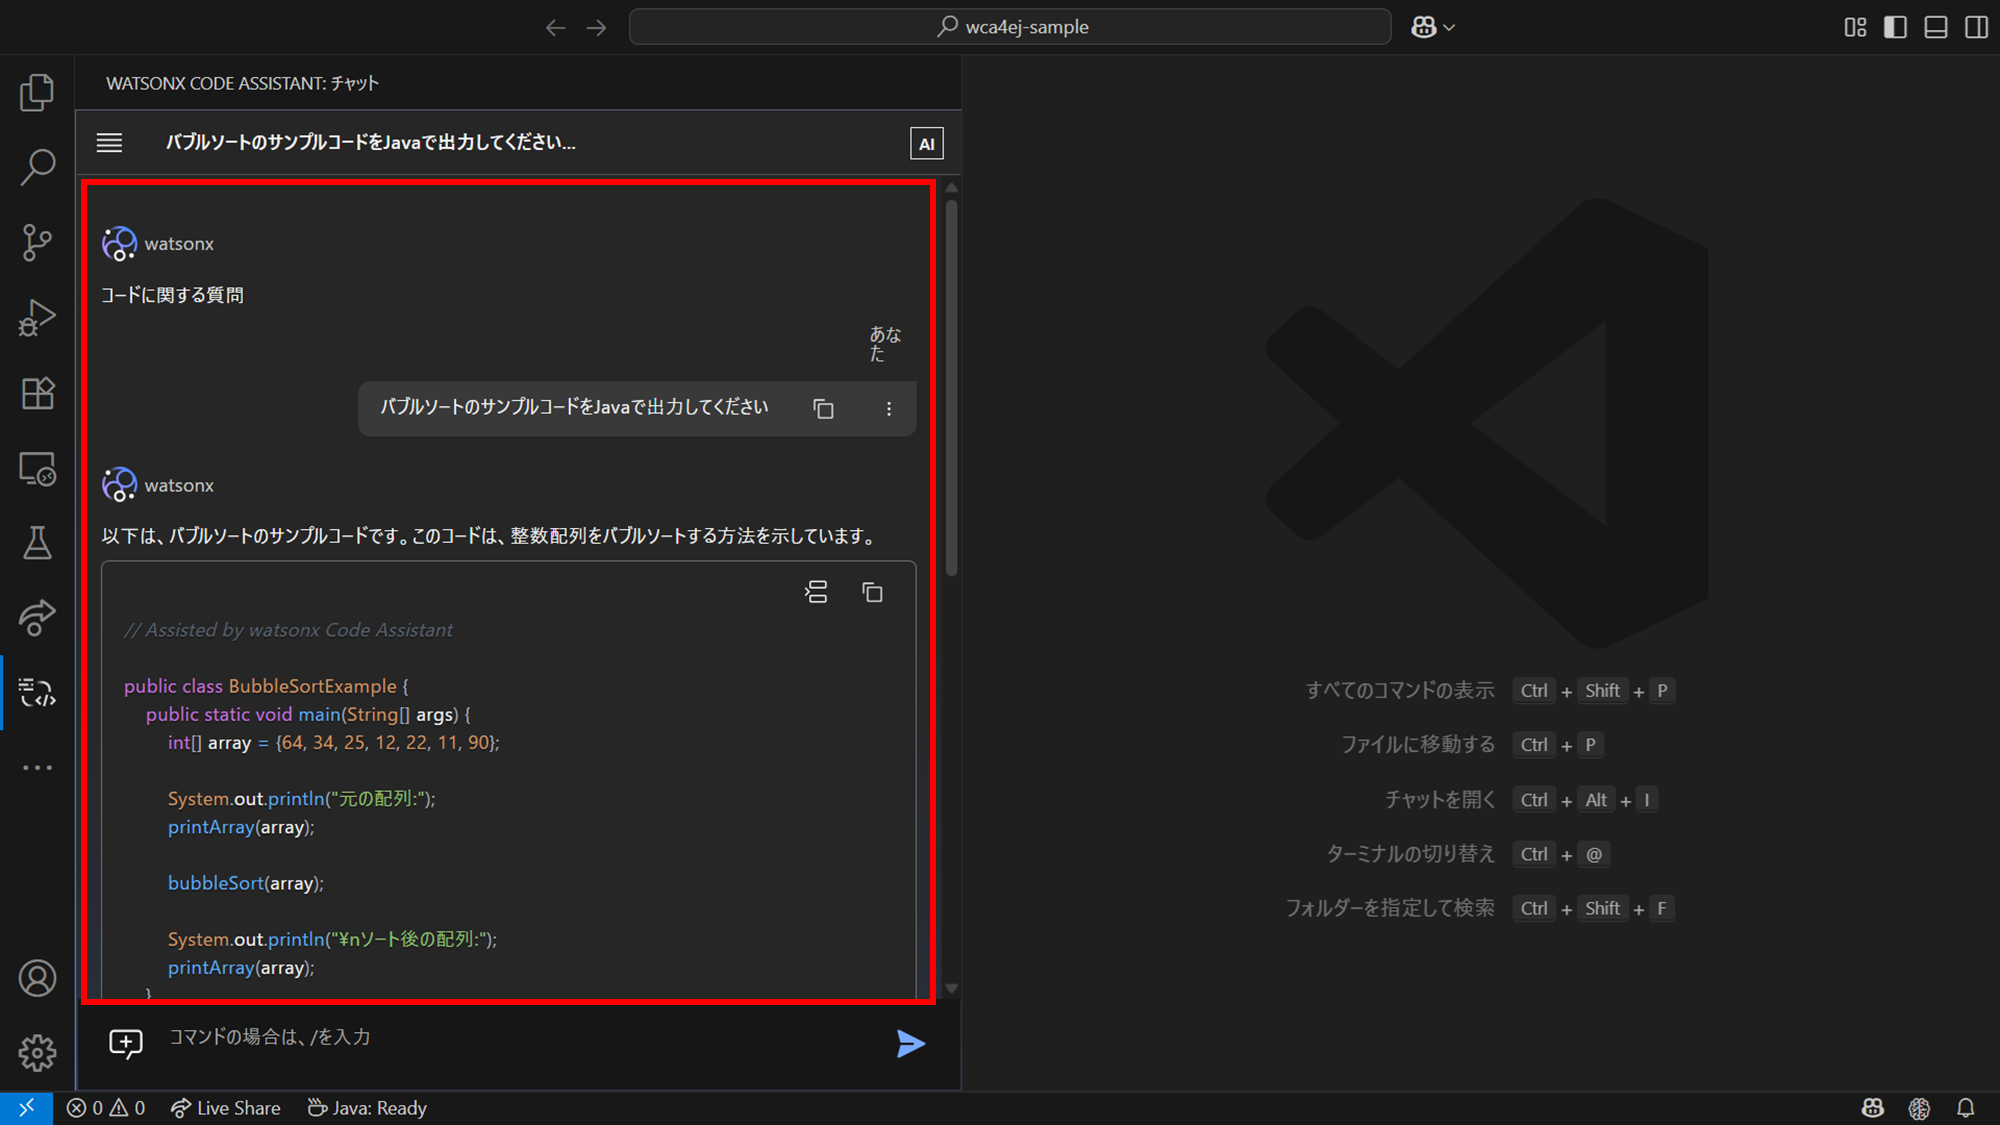 wca4ej-sample
WATSONX CODE ASSISTANT: チャット
バブルソートのサンプルコードをJavaで出力してください...
AI
watsonx
コードに関する質問
あな
た
バブルソートのサンプルコードをJavaで出力してください
watsonx
以下は、バブルソートのサンプルコードです。このコードは、整数配列をバブルソートする方法を示しています。
// Assisted by watsonx Code Assistant
public class BubbleSortExample {
public static void main(String[] args) {
int[] array = {64, 34, 25, 12, 22, 11, 90};
System.out.println("元の配列:");
printArray(array);
bubbleSort(array);
System.out.println("¥nソート後の配列:");
printArray(array);
}
コマンドの場合は、/を入力
すべてのコマンドの表示 Ctrl + Shift + P
ファイルに移動する Ctrl + P
チャットを開く Ctrl + Alt + I
ターミナルの切り替え Ctrl + @
フォルダーを指定して検索 Ctrl + Shift + F
0 0 Live Share Java: Ready